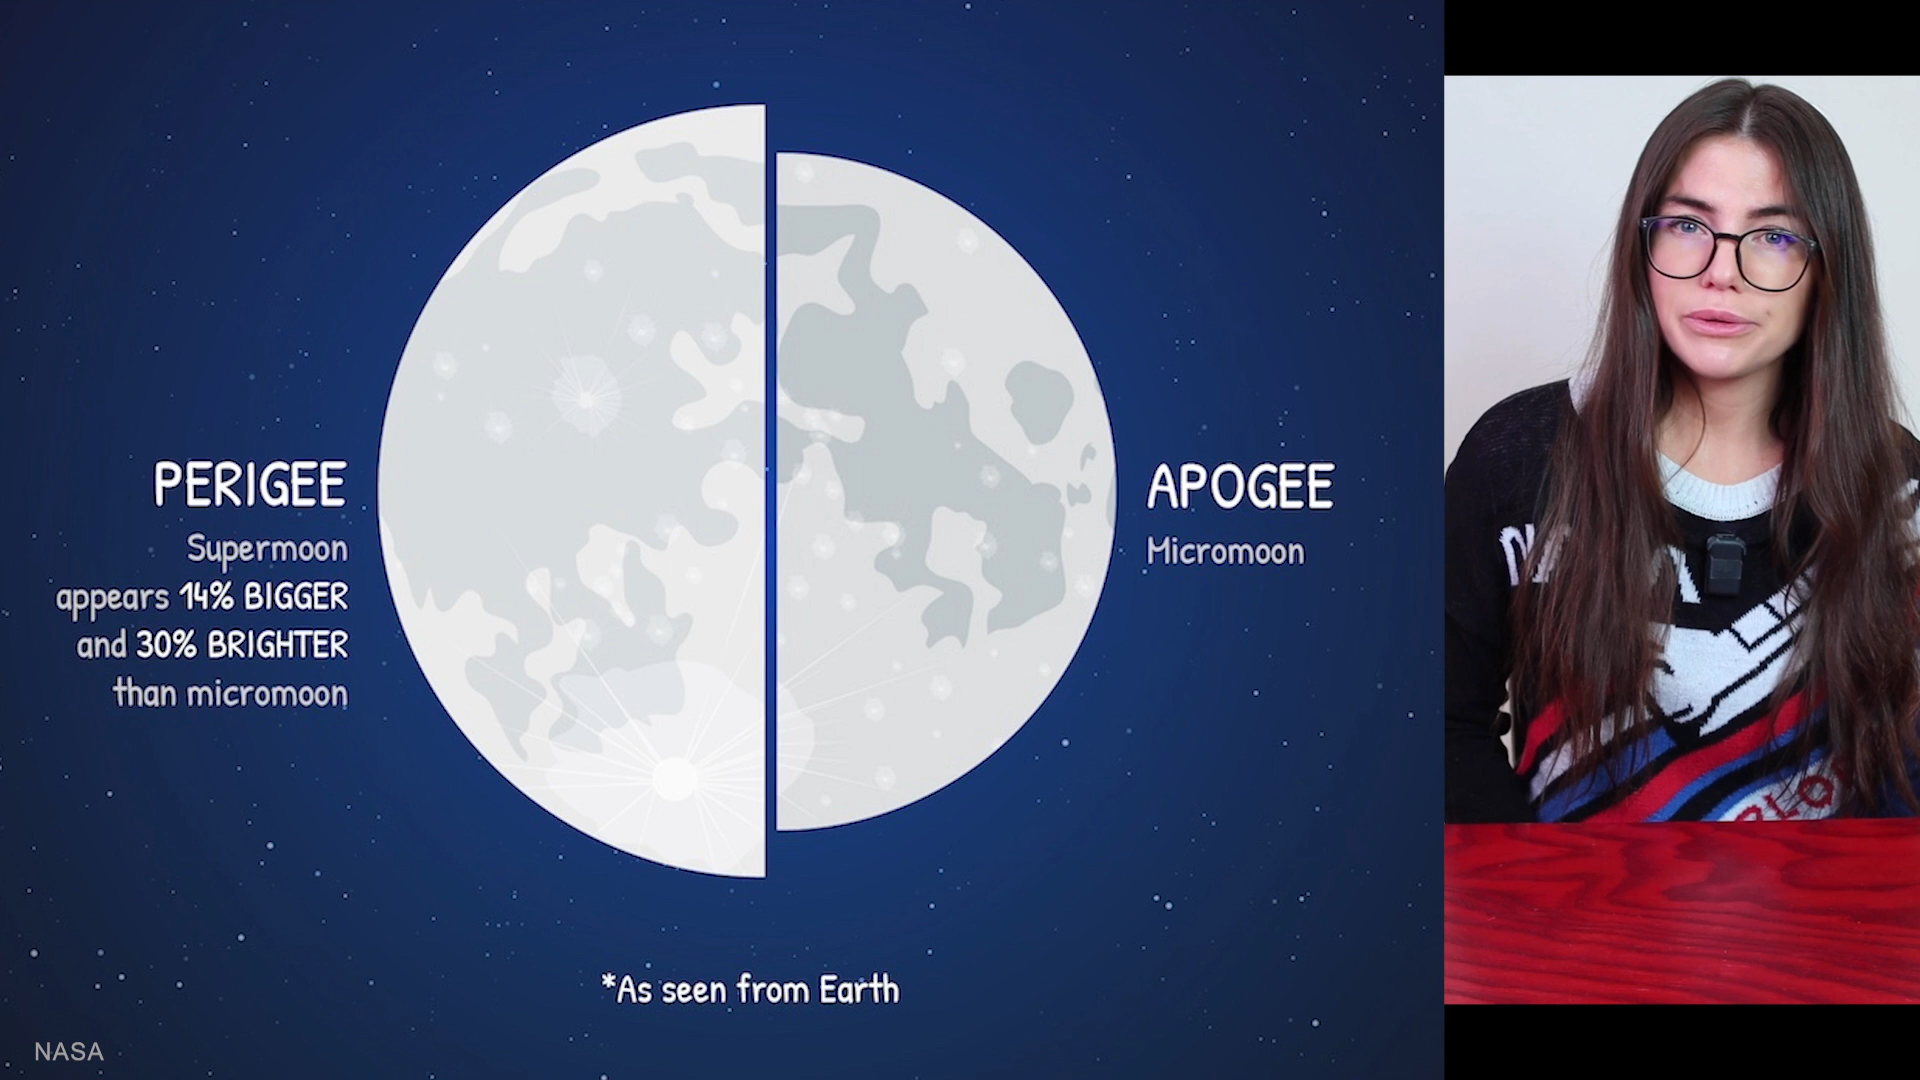 PERIGEE
Supermoon
appears 14% BIGGER
and 30% BRIGHTER
than micromoon
APOGEE
Micromoon
*As seen from Earth
NASA